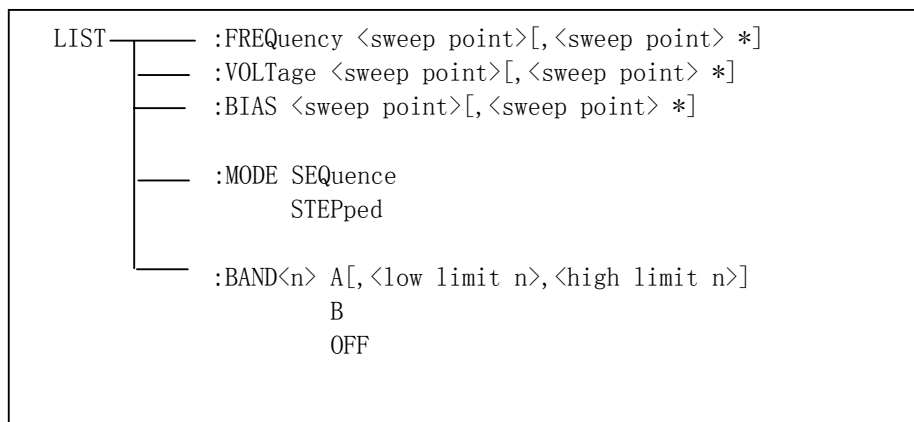 LIST :FREQuency <sweep point>[,<sweep point> *]
:VOLTage <sweep point>[,<sweep point> *]
:BIAS <sweep point>[,<sweep point> *]
:MODE SEQuence
STEPped
:BAND<n> A[,<low limit n>,<high limit n>]
B
OFF